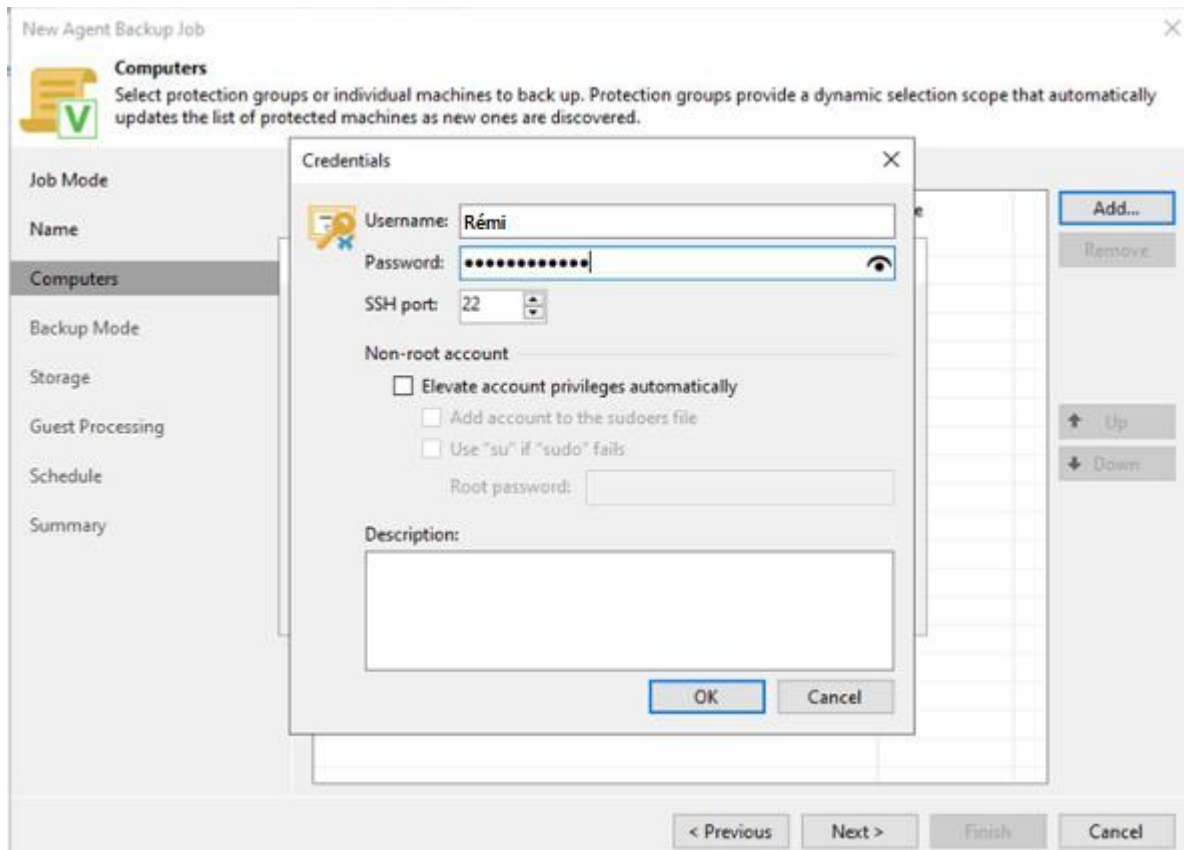 New Agent Backup Job
Computers
Select protection groups or individual machines to back up. Protection groups provide a dynamic selection scope that automatically
updates the list of protected machines as new ones are discovered.
Job Mode
Name
Computers
Backup Mode
Storage
Guest Processing
Schedule
Summary
Credentials
Username: Rémi
Password: ••••••••••••
SSH port: 22
Non-root account
Elevate account privileges automatically
Add account to the sudoers file
Use "su" if "sudo" fails
Root password:
Description:
OK Cancel
Add...
Remove
Up
Down
< Previous Next > Finish Cancel